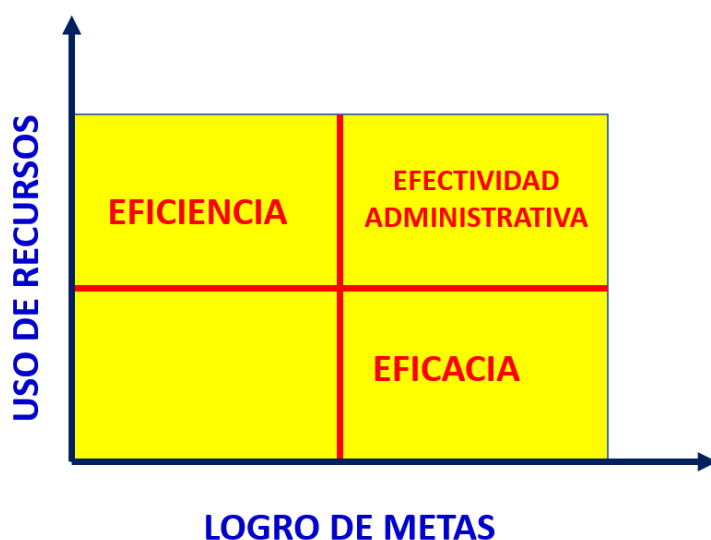 USO DE RECURSOS
EFICIENCIA
EFECTIVIDAD
ADMINISTRATIVA
EFICACIA
LOGRO DE METAS